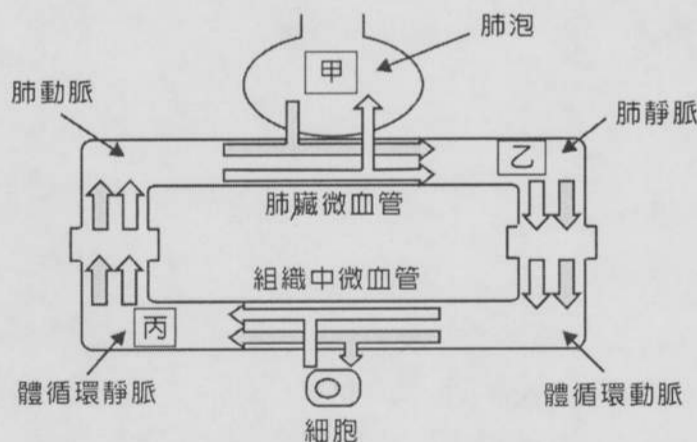 肺泡
甲
肺動脈
肺靜脈
乙
肺臟微血管
組織中微血管
丙
體循環靜脈
體循環動脈
細胞